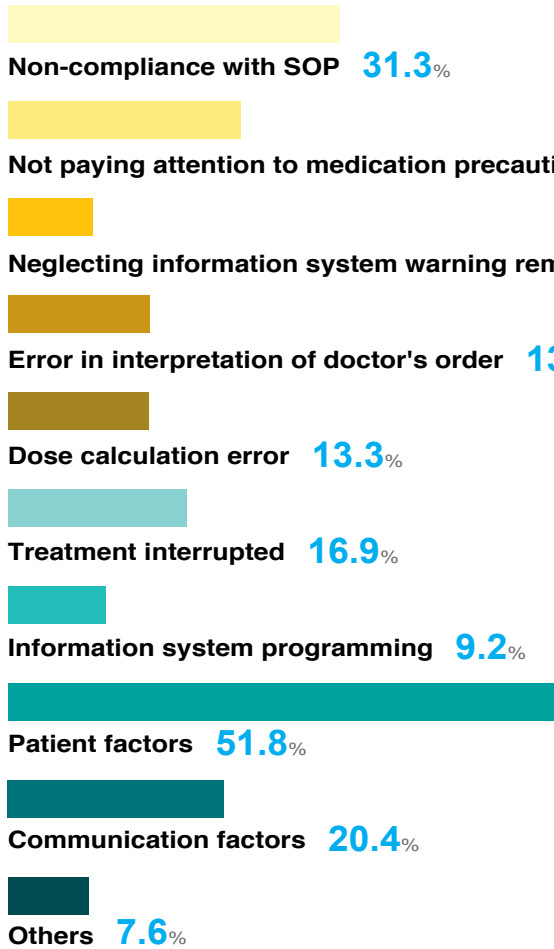 Non-compliance with SOP 31.3%
Not paying attention to medication
Neglecting information system warning
Error in interpretation of doctor's order
Dose calculation error 13.3%
Treatment interrupted 16.9%
Information system programming 9.2%
Patient factors 51.8%
Communication factors 20.4%
Others 7.6%